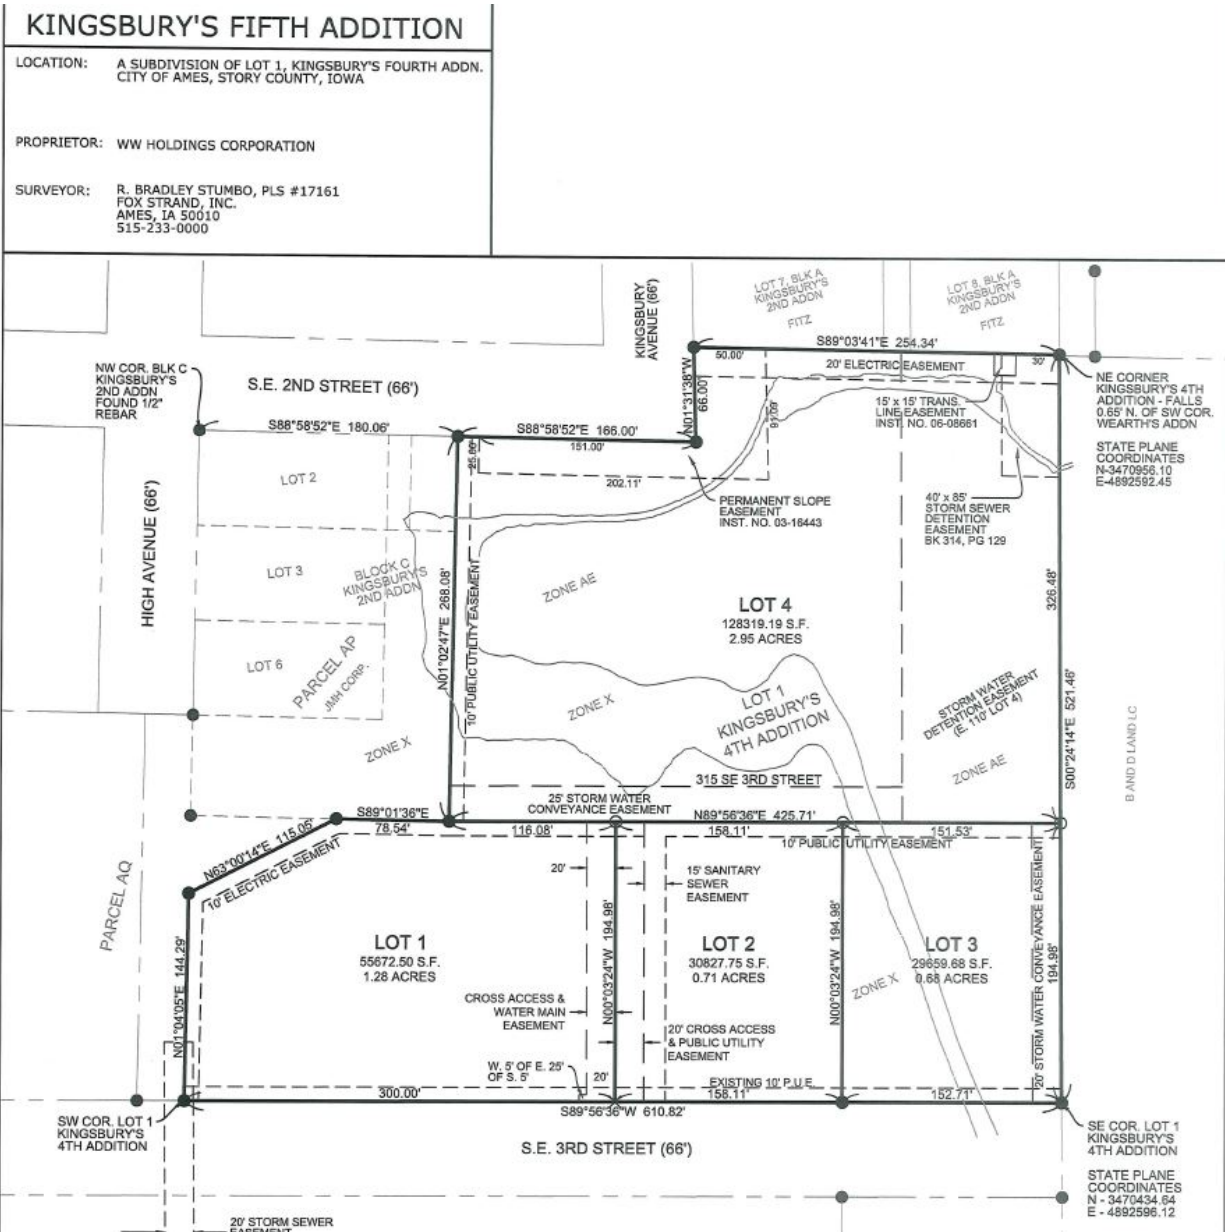 KINGSBURY'S FIFTH ADDITION
LOCATION: A SUBDIVISION OF LOT 1, KINGSBURY'S FOURTH ADDN.
CITY OF AMES, STORY COUNTY, IOWA
PROPRIETOR: WW HOLDINGS CORPORATION
SURVEYOR: R. BRADLEY STUMBO, PLS #17161
FOX STRAND, INC.
AMES, IA 50010
515-233-0000
KINGSBURY
AVENUE (66')
LOT 7, BLK A
KINGSBURY'S
2ND ADDN
FITZ
LOT 8, BLK A
KINGSBURY'S
2ND ADDN
FITZ
S89°03'41"E 254.34'
50.00'
20' ELECTRIC EASEMENT
30'
NW COR. BLK C
KINGSBURY'S
2ND ADDN
FOUND 1/2"
REBAR
S.E. 2ND STREET (66')
N01°31'38"W
66.00'
91.09'
15' x 15' TRANS.
LINE EASEMENT
INST. NO. 06-08661
NE CORNER
KINGSBURY'S 4TH
ADDITION - FALLS
0.65' N. OF SW COR.
WEARTH'S ADDN
STATE PLANE
COORDINATES
N-3470956.10
E-4892592.45
S88°58'52"E 180.06'
S88°58'52"E 166.00'
151.00'
202.11'
LOT 2
PERMANENT SLOPE
EASEMENT
INST. NO. 03-16443
40' x 85'
STORM SEWER
DETENTION
EASEMENT
BK 314, PG 129
HIGH AVENUE (66')
LOT 3
BLOCK C
KINGSBURY'S
2ND ADDN
N01°02'47"E 268.08'
10' PUBLIC UTILITY EASEMENT
ZONE AE
LOT 4
128319.19 S.F.
2.95 ACRES
326.48'
LOT 6
PARCEL AP
JMH CORP.
ZONE X
ZONE X
LOT 1
KINGSBURY'S
4TH ADDITION
STORM WATER
DETENTION EASEMENT
(E. 110' LOT 4)
ZONE AE
S00°24'14"E 521.46'
B AND D LAND LC
315 SE 3RD STREET
25' STORM WATER
CONVEYANCE EASEMENT
S89°01'36"E
78.54'
116.08'
N89°56'36"E 425.71'
158.11'
151.53'
10' PUBLIC UTILITY EASEMENT
N63°00'14"E 115.05'
10' ELECTRIC EASEMENT
PARCEL AQ
20'
15' SANITARY
SEWER
EASEMENT
N01°04'05"E 144.29'
LOT 1
55672.50 S.F.
1.28 ACRES
N00°03'24"W 194.98'
LOT 2
30827.75 S.F.
0.71 ACRES
N00°03'24"W 194.98'
LOT 3
29659.68 S.F.
0.68 ACRES
ZONE X
20' STORM WATER CONVEYANCE EASEMENT
194.98'
CROSS ACCESS &
WATER MAIN
EASEMENT
20' CROSS ACCESS
& PUBLIC UTILITY
EASEMENT
W. 5' OF E. 25'
OF S. 5'
20'
EXISTING 10' P.U.E.
300.00'
158.11'
152.71'
S89°56'36"W 610.82'
SW COR. LOT 1
KINGSBURY'S
4TH ADDITION
S.E. 3RD STREET (66')
SE COR. LOT 1
KINGSBURY'S
4TH ADDITION
STATE PLANE
COORDINATES
N - 3470434.64
E - 4892596.12
20' STORM SEWER
EASEMENT